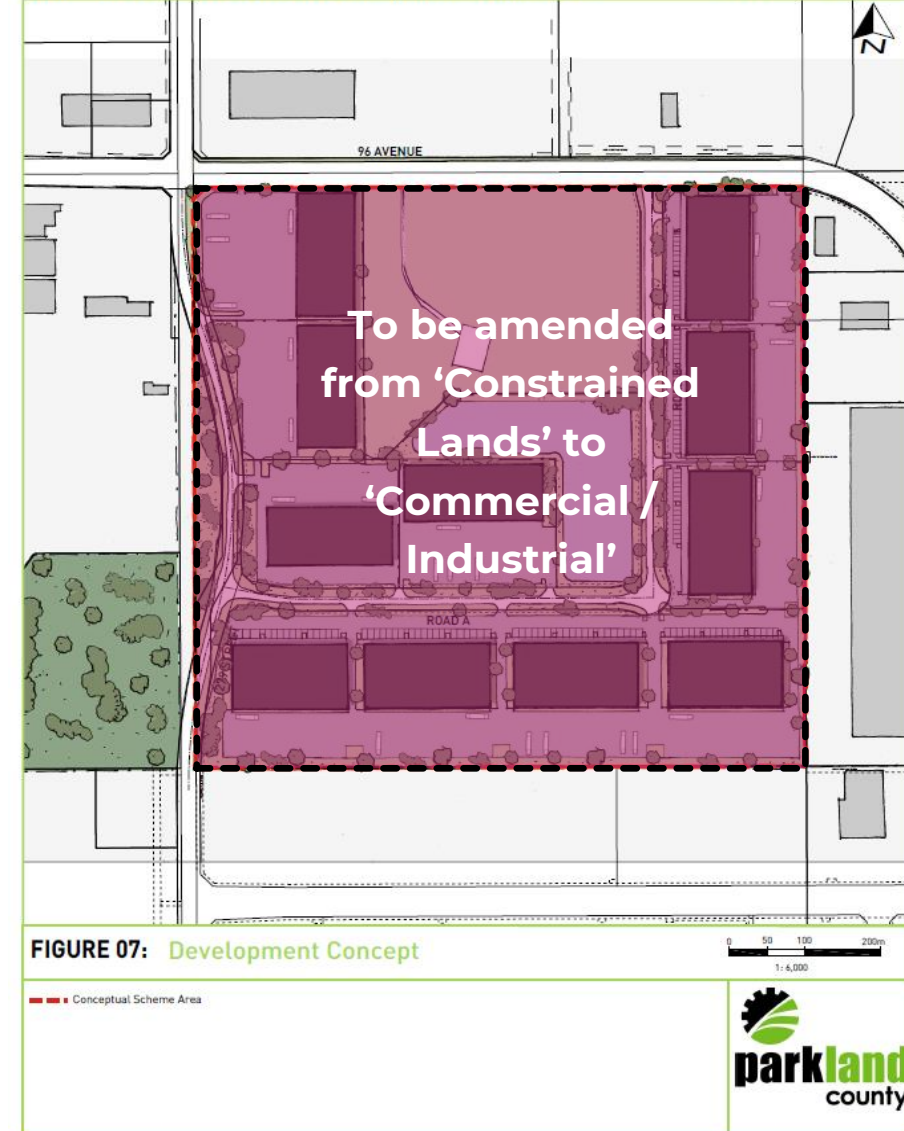 N
96 AVENUE
To be amended
from ‘Constrained
Lands’ to
‘Commercial /
Industrial’
ROAD A
FIGURE 07: Development Concept
0 50 100 200m
1: 6,000
Conceptual Scheme Area
parkland
county